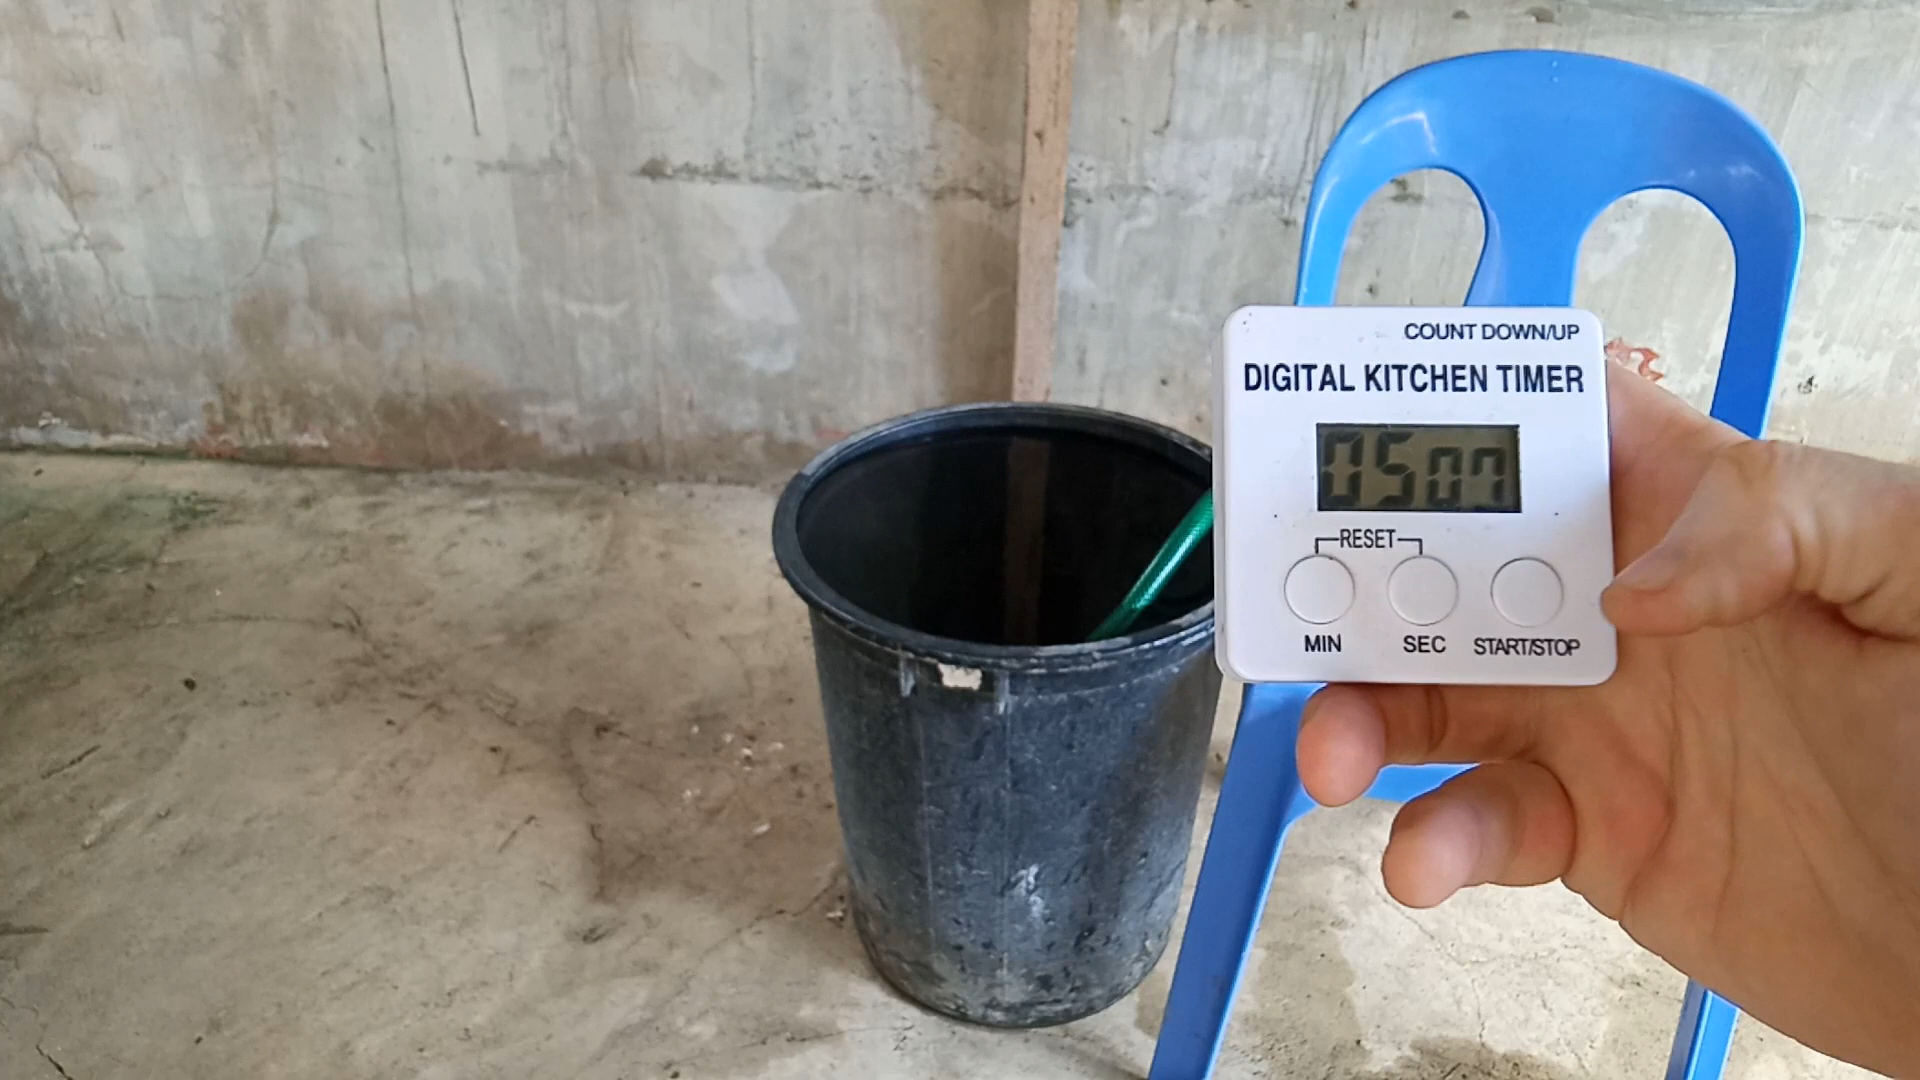 COUNT DOWN/UP
DIGITAL KITCHEN TIMER
05 07
RESET
MIN SEC START/STOP